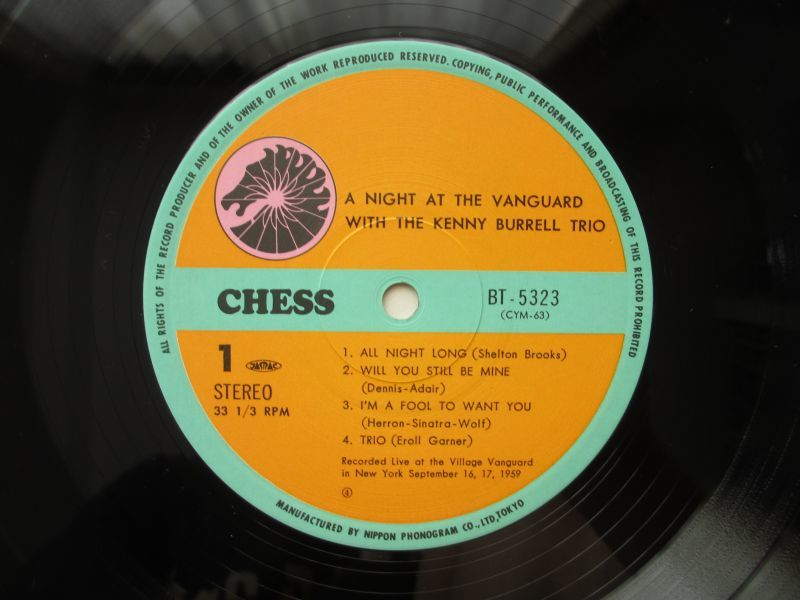 ALL RIGHTS OF THE RECORD PRODUCER AND OF THE OWNER OF THE WORK REPRODUCED RESERVED. COPYING, PUBLIC PERFORMANCE AND BROADCASTING OF THIS RECORD PROHIBITED
A NIGHT AT THE VANGUARD
WITH THE KENNY BURRELL TRIO
CHESS
BT-5323
(CYM-63)
1
JASRAC
STEREO
33 1/3 RPM
1. ALL NIGHT LONG (Shelton Brooks)
2. WILL YOU STILL BE MINE
(Dennis-Adair)
3. I'M A FOOL TO WANT YOU
(Herron-Sinatra-Wolf)
4. TRIO (Eroll Garner)
Recorded Live at the Village Vanguard
in New York September 16, 17, 1959
④
MANUFACTURED BY NIPPON PHONOGRAM CO., LTD, TOKYO